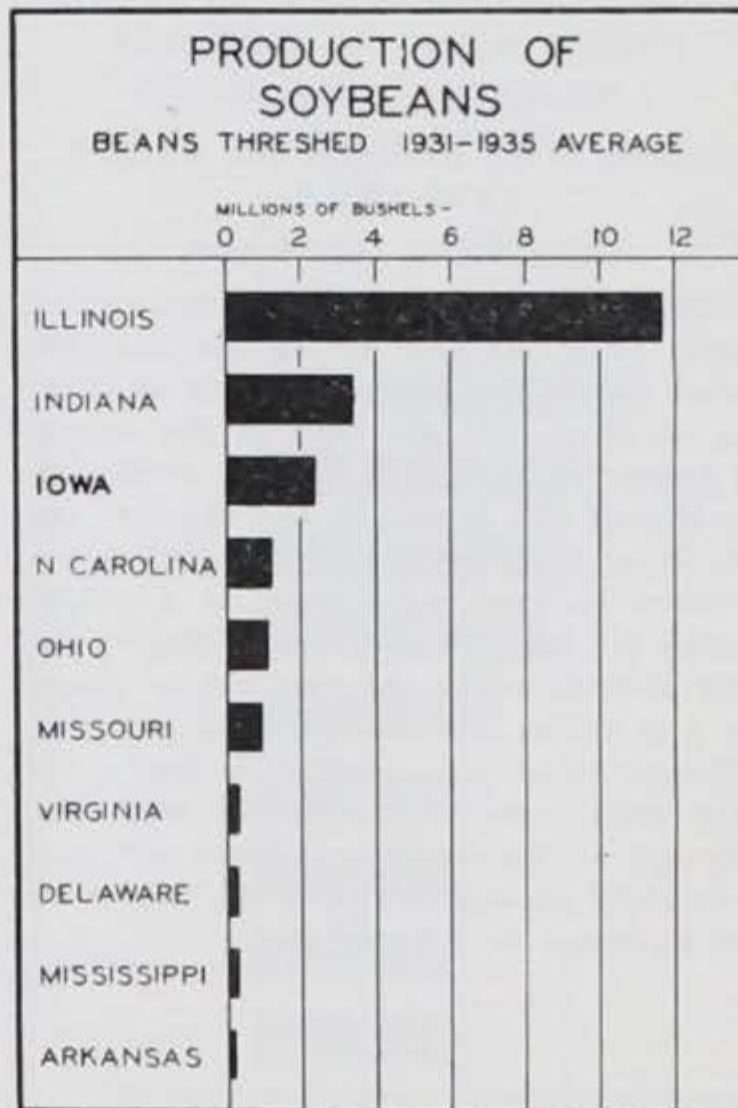 PRODUCTION OF
SOYBEANS
BEANS THRESHED 1931-1935 AVERAGE
MILLIONS OF BUSHELS-
0 2 4 6 8 10 12
ILLINOIS
INDIANA
IOWA
N CAROLINA
OHIO
MISSOURI
VIRGINIA
DELAWARE
MISSISSIPPI
ARKANSAS